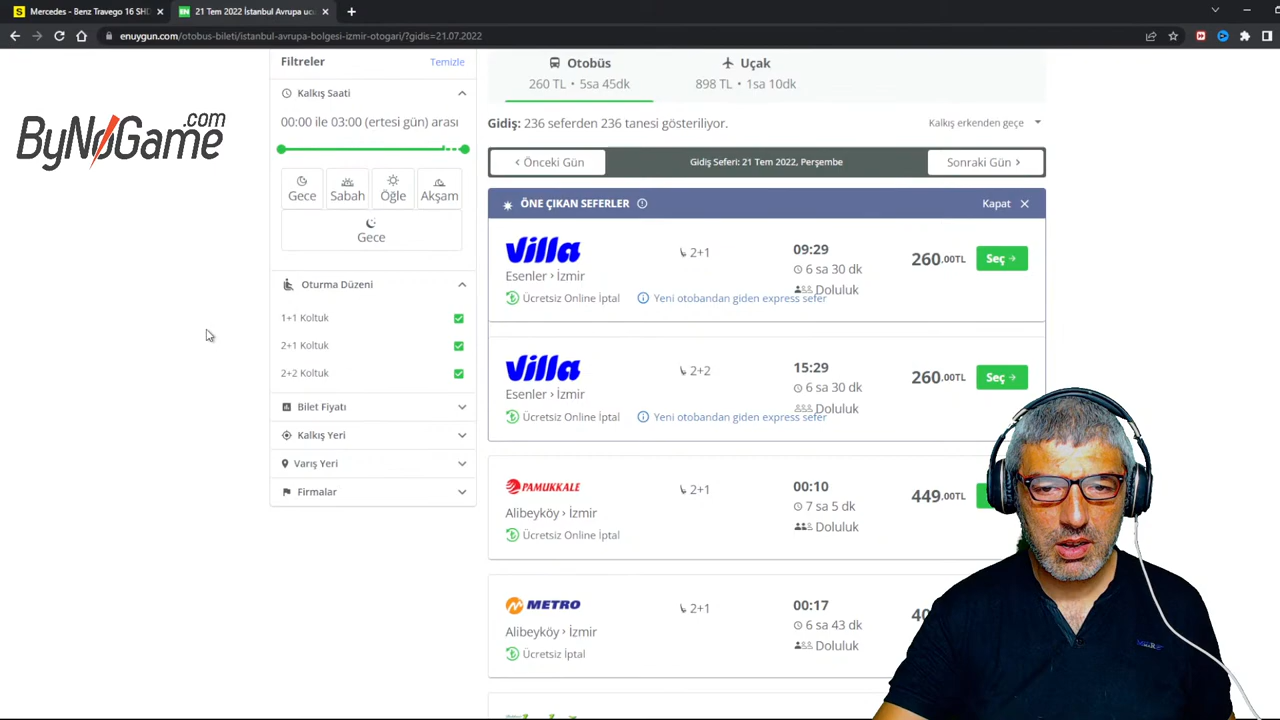 Mercedes - Benz Travego 16 SHD
21 Tem 2022 İstanbul Avrupa
enuygun.com/otobus-bileti/istanbul-avrupa-bolgesi-izmir-otogari/?gidis=21.07.2022
ByNoGame.com
Filtreler
Temizle
Kalkış Saati
00:00 ile 03:00 (ertesi gün) arası
Gece
Sabah
Öğle
Akşam
Gece
Oturma Düzeni
1+1 Koltuk
2+1 Koltuk
2+2 Koltuk
Bilet Fiyatı
Kalkış Yeri
Varış Yeri
Firmalar
Otobüs
260 TL • 5sa 45dk
Uçak
898 TL • 1sa 10dk
Gidiş: 236 seferden 236 tanesi gösteriliyor.
Kalkış erkenden geçe
‹ Önceki Gün
Gidiş Seferi: 21 Tem 2022, Perşembe
Sonraki Gün ›
ÖNE ÇIKAN SEFERLER
Kapat
Villa
2+1
09:29
260.00TL
Seç
Esenler › İzmir
6 sa 30 dk
Doluluk
Ücretsiz Online İptal
Yeni otobandan giden express sefer
Villa
2+2
15:29
260.00TL
Seç
Esenler › İzmir
6 sa 30 dk
Doluluk
Ücretsiz Online İptal
Yeni otobandan giden express sefer
PAMUKKALE
2+1
00:10
449.00TL
Alibeyköy › İzmir
7 sa 5 dk
Doluluk
Ücretsiz Online İptal
METRO
2+1
00:17
Alibeyköy › İzmir
6 sa 43 dk
Doluluk
Ücretsiz İptal